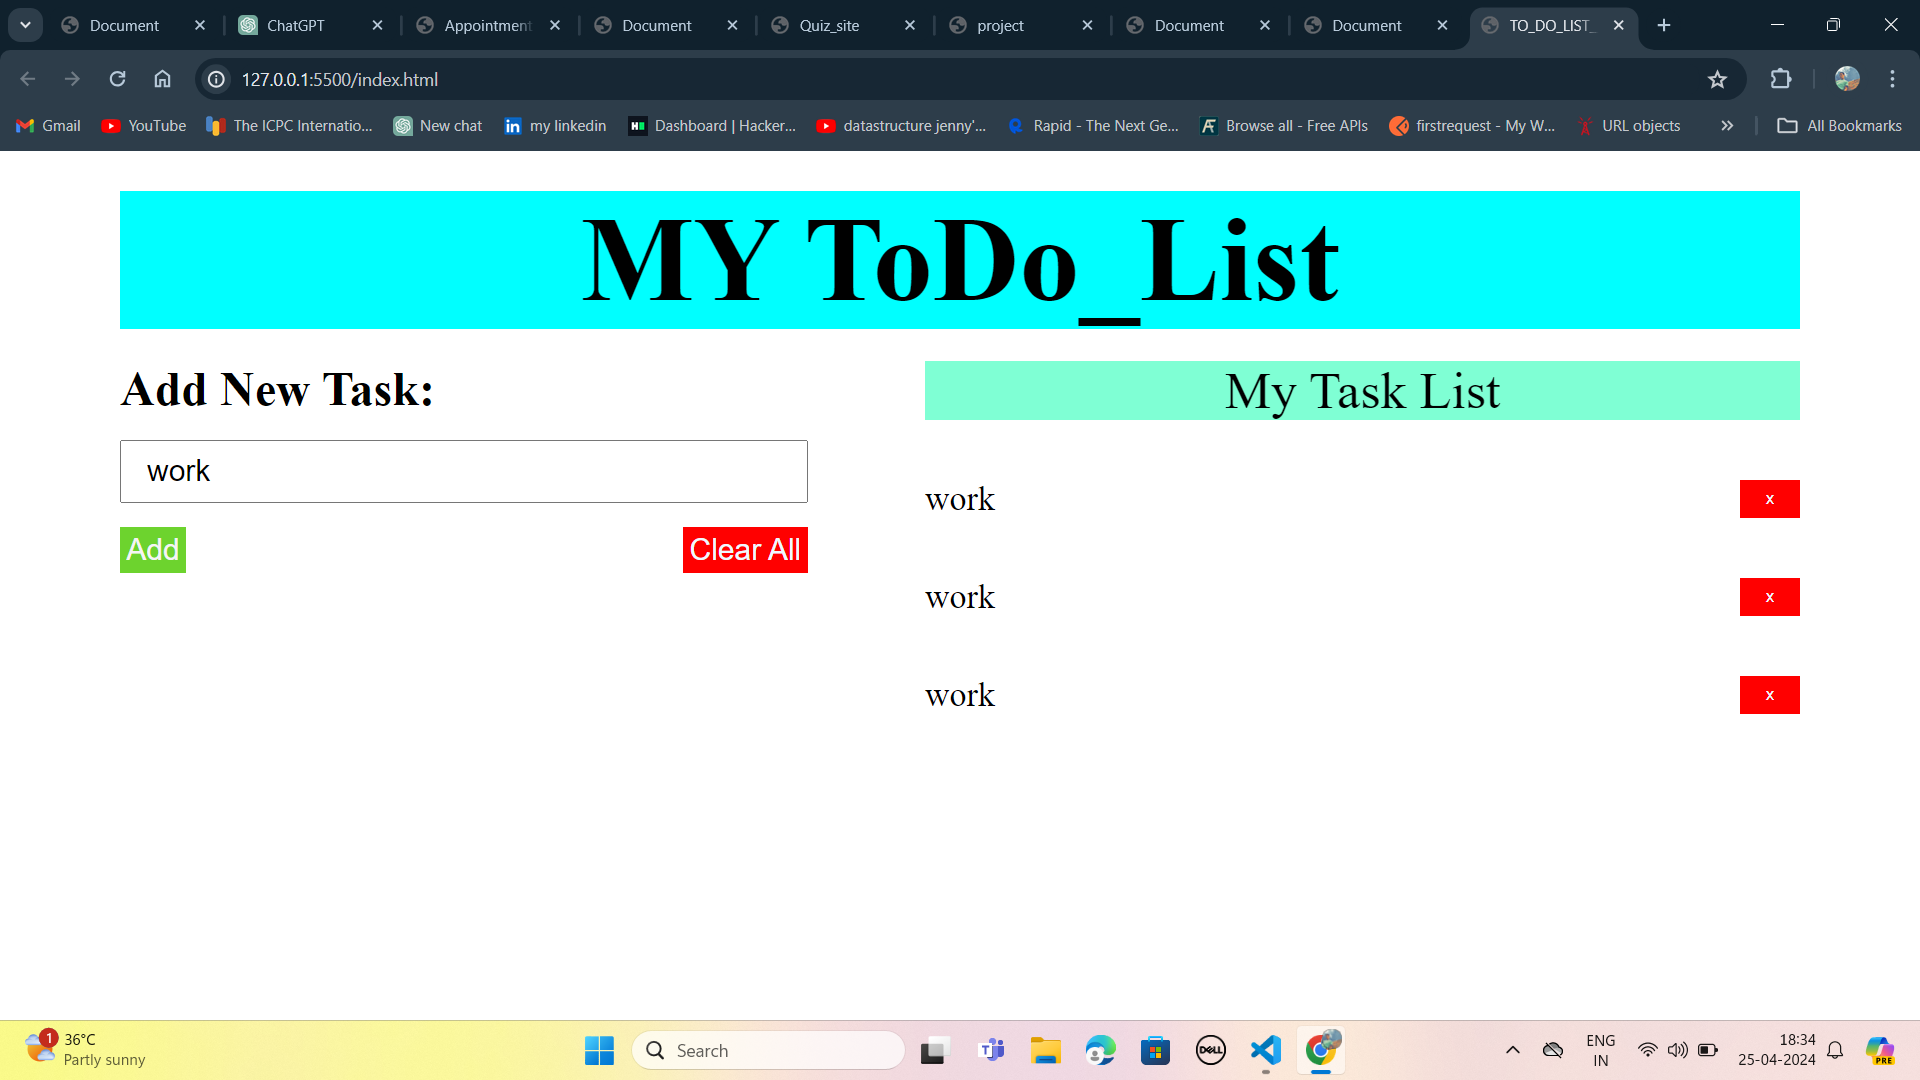 Document
ChatGPT
Appointment
Document
Quiz_site
project
Document
Document
TO_DO_LIST_
127.0.0.1:5500/index.html
Gmail
YouTube
The ICPC Internatio...
New chat
my linkedin
Dashboard | Hacker...
datastructure jenny'...
Rapid - The Next Ge...
Browse all - Free APIs
firstrequest - My W...
URL objects
All Bookmarks
MY ToDo_List
Add New Task:
work
Add
Clear All
My Task List
work
x
work
x
work
x
1
36°C
Partly sunny
Search
DELL
ENG
IN
18:34
25-04-2024
PRE